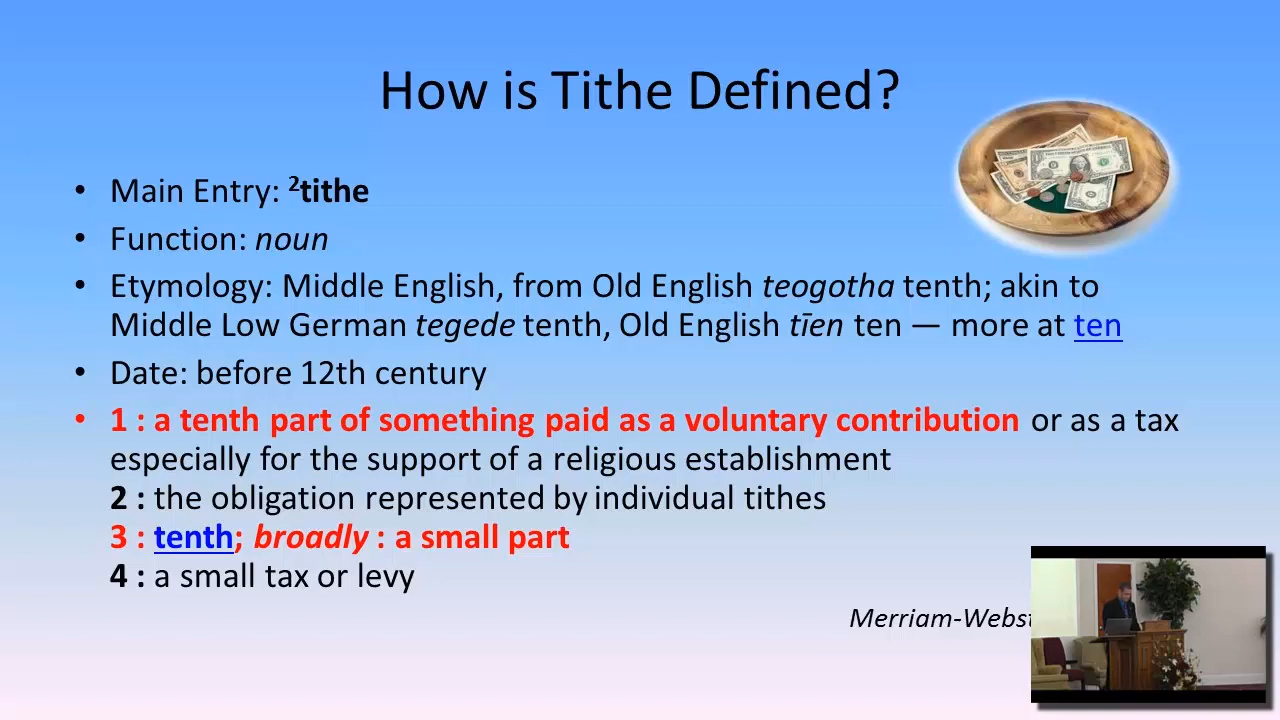 How is Tithe Defined?
• Main Entry: ²tithe
• Function: noun
• Etymology: Middle English, from Old English teogotha tenth; akin to
Middle Low German tegede tenth, Old English tīen ten — more at ten
• Date: before 12th century
• 1 : a tenth part of something paid as a voluntary contribution or as a tax
especially for the support of a religious establishment
2 : the obligation represented by individual tithes
3 : tenth; broadly : a small part
4 : a small tax or levy
Merriam-Webst